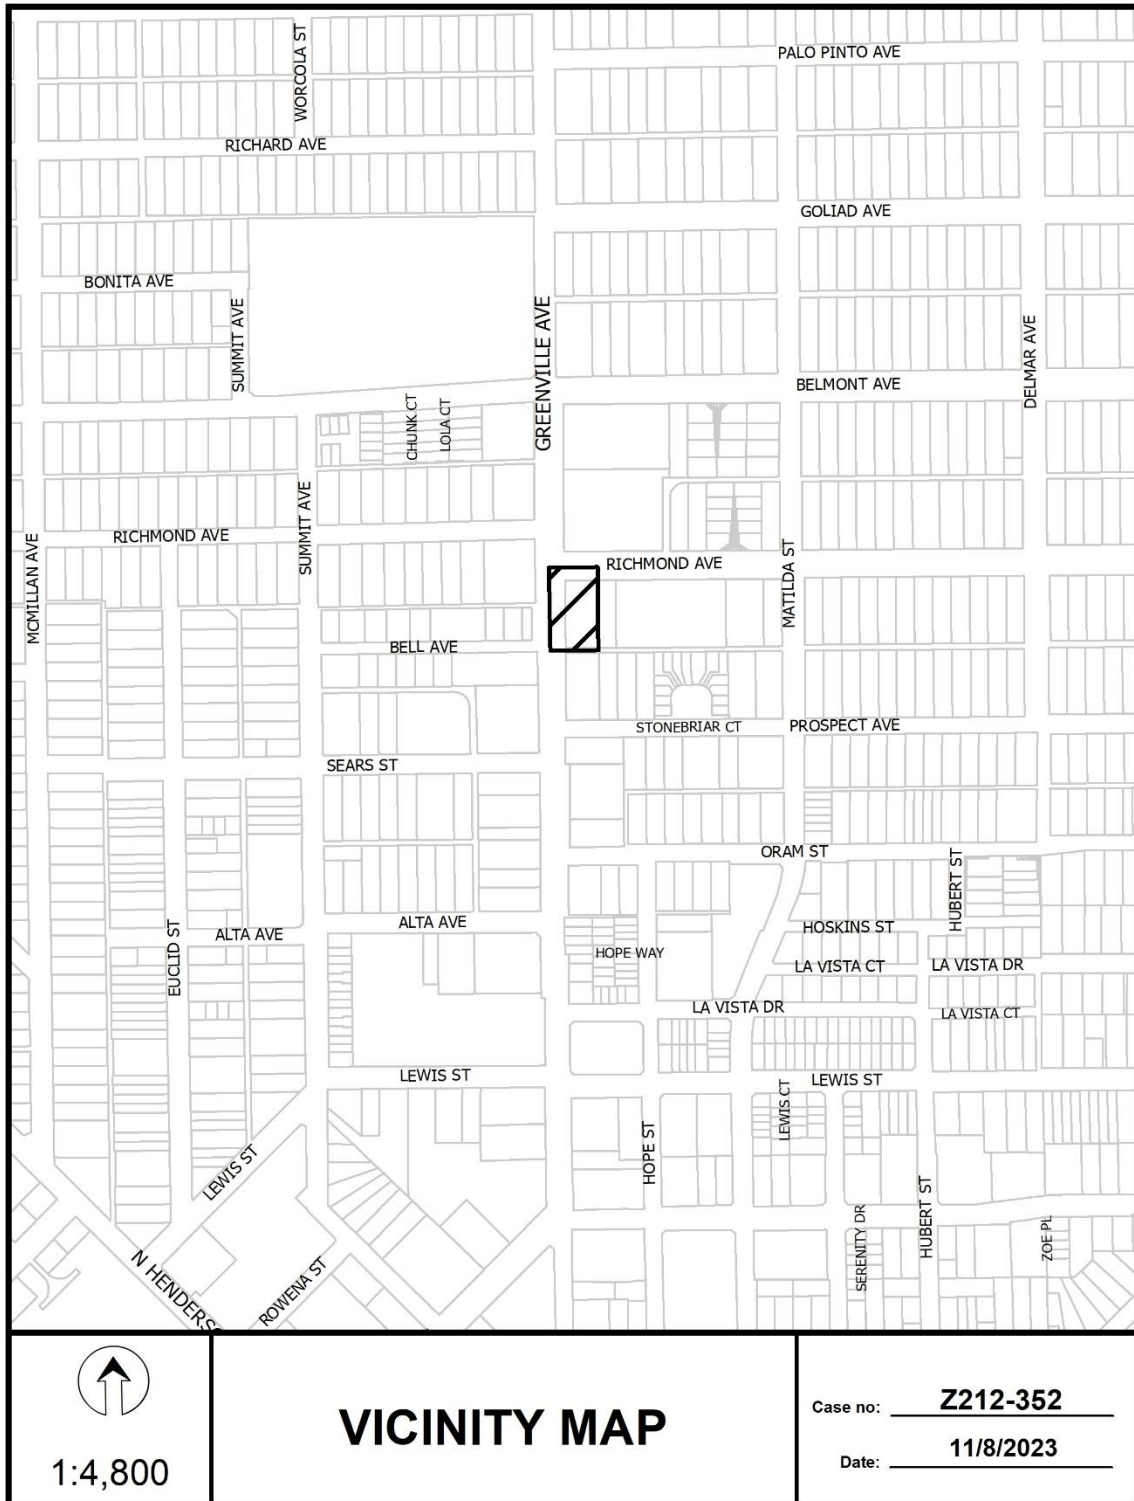 WORCOLA ST
PALO PINTO AVE
RICHARD AVE
GOLIAD AVE
BONITA AVE
SUMMIT AVE
GREENVILLE AVE
DELMAR AVE
BELMONT AVE
CHUNK CT
LOLA CT
SUMMIT AVE
RICHMOND AVE
MCMILLAN AVE
RICHMOND AVE
MATILDA ST
BELL AVE
STONEBRIAR CT
PROSPECT AVE
SEARS ST
ORAM ST
HUBERT ST
ALTA AVE
ALTA AVE
EUCLID ST
HOSKINS ST
HOPE WAY
LA VISTA CT
LA VISTA DR
LA VISTA DR
LA VISTA CT
LEWIS ST
LEWIS ST
LEWIS CT
HOPE ST
LEWIS ST
HUBERT ST
SERENITY DR
ZOE PL
N HENDERS
ROWENA ST
1:4,800
VICINITY MAP
Case no: Z212-352
Date: 11/8/2023